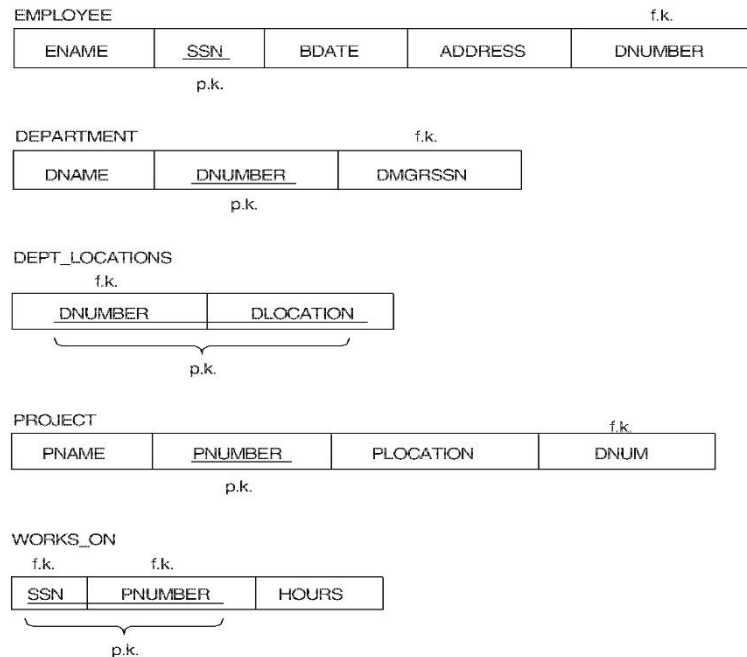 EMPLOYEE
f.k.
ENAME SSN BDATE ADDRESS DNUMBER
p.k.
DEPARTMENT
f.k.
DNAME DNUMBER DMGRSSN
p.k.
DEPT_LOCATIONS
f.k.
DNUMBER DLOCATION
p.k.
PROJECT
f.k.
PNAME PNUMBER PLOCATION DNUM
p.k.
WORKS_ON
f.k. f.k.
SSN PNUMBER HOURS
p.k.